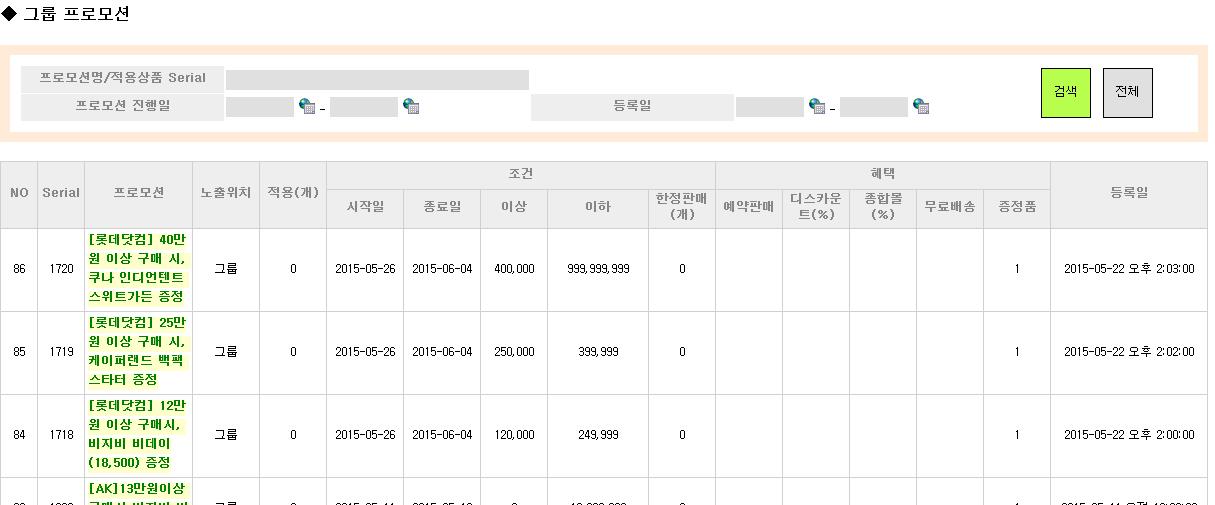 ◆ 그룹 프로모션
프로모션명/적용상품 Serial
검색
전체
프로모션 진행일 - 등록일 -
NO Serial 프로모션 노출위치 적용(개) 조건 혜택 등록일
시작일 종료일 이상 이하 한정판매
(개) 예약판매 디스카운
트(%) 종합몰
(%) 무료배송 증정품
[롯데닷컴] 40만
원 이상 구매 시,
쿠나 인디언텐트
스위트가든 증정
86 1720 그룹 0 2015-05-26 2015-06-04 400,000 999,999,999 0 1 2015-05-22 오후 2:03:00
[롯데닷컴] 25만
원 이상 구매 시,
케이퍼랜드 백팩
스타터 증정
85 1719 그룹 0 2015-05-26 2015-06-04 250,000 399,999 0 1 2015-05-22 오후 2:02:00
[롯데닷컴] 12만
원 이상 구매시,
비지비 비데이
(18,500) 증정
84 1718 그룹 0 2015-05-26 2015-06-04 120,000 249,999 0 1 2015-05-22 오후 2:00:00
[AK]13만원이상